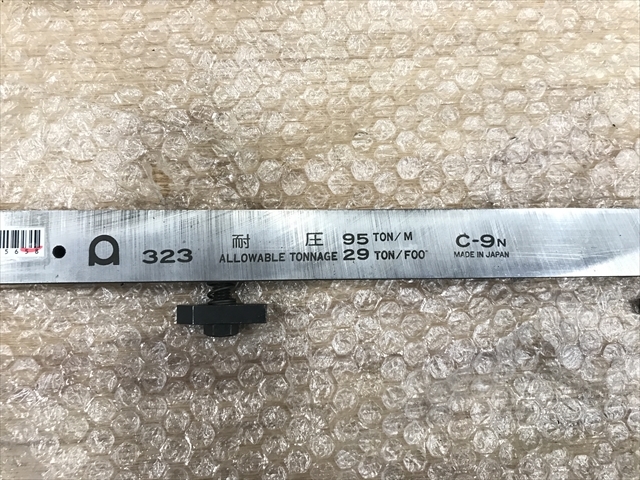 323
耐圧 95 TON/M
ALLOWABLE TONNAGE 29 TON/FOO
C-9N
MADE IN JAPAN